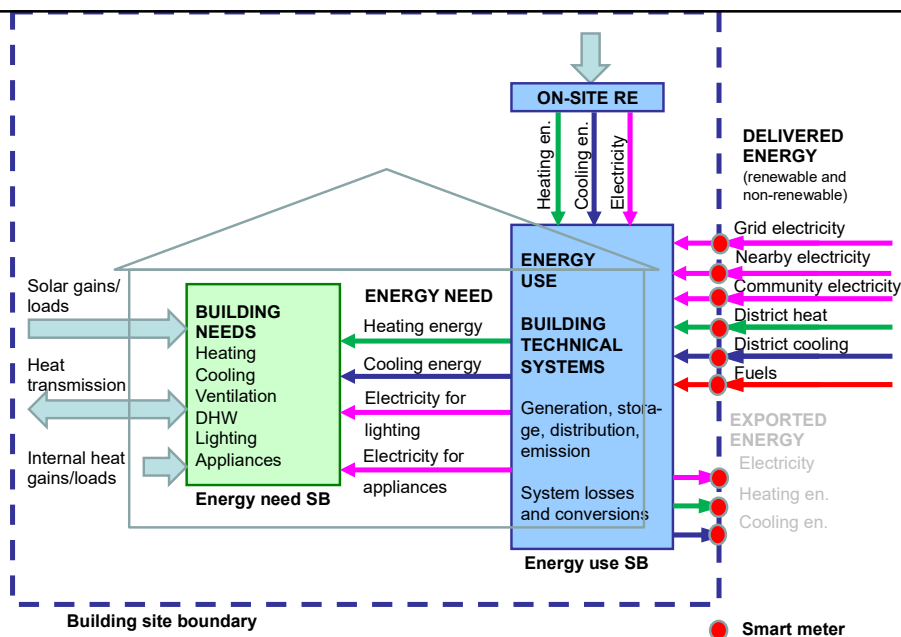 ON-SITE RE
Heating en.
Cooling en.
Electricity
DELIVERED
ENERGY
(renewable and
non-renewable)
Grid electricity
Nearby electricity
Community electricity
District heat
District cooling
Fuels
EXPORTED
ENERGY
Electricity
Heating en.
Cooling en.
ENERGY
USE
BUILDING
TECHNICAL
SYSTEMS
Generation, stora-
ge, distribution,
emission
System losses
and conversions
Energy use SB
ENERGY NEED
Heating energy
Cooling energy
Electricity for
lighting
Electricity for
appliances
BUILDING
NEEDS
Heating
Cooling
Ventilation
DHW
Lighting
Appliances
Energy need SB
Solar gains/
loads
Heat
transmission
Internal heat
gains/loads
Building site boundary
Smart meter